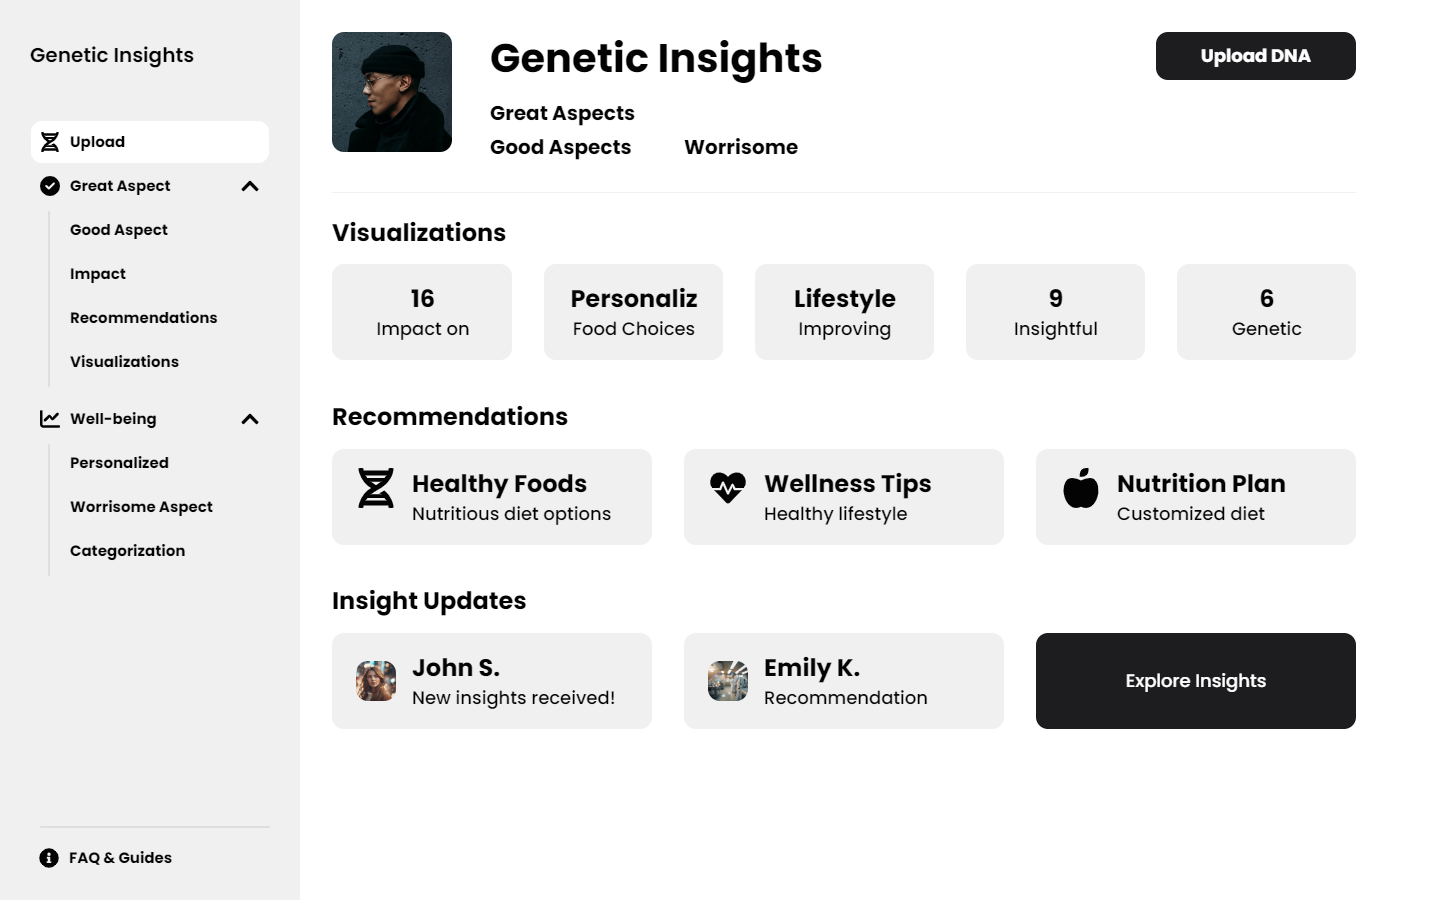 Genetic Insights
Upload
Great Aspect
Good Aspect
Impact
Recommendations
Visualizations
Well-being
Personalized
Worrisome Aspect
Categorization
FAQ & Guides
Genetic Insights
Upload DNA
Great Aspects
Good Aspects Worrisome
Visualizations
16
Impact on
Personaliz
Food Choices
Lifestyle
Improving
9
Insightful
6
Genetic
Recommendations
Healthy Foods
Nutritious diet options
Wellness Tips
Healthy lifestyle
Nutrition Plan
Customized diet
Insight Updates
John S.
New insights received!
Emily K.
Recommendation
Explore Insights